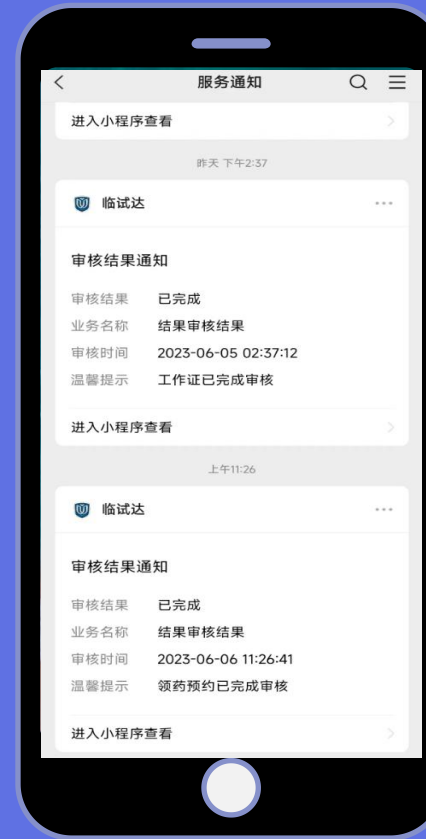 服务通知
进入小程序查看
昨天 下午2:37
临试达
审核结果通知
审核结果 已完成
业务名称 结果审核结果
审核时间 2023-06-05 02:37:12
温馨提示 工作证已完成审核
进入小程序查看
上午11:26
临试达
审核结果通知
审核结果 已完成
业务名称 结果审核结果
审核时间 2023-06-06 11:26:41
温馨提示 领药预约已完成审核
进入小程序查看